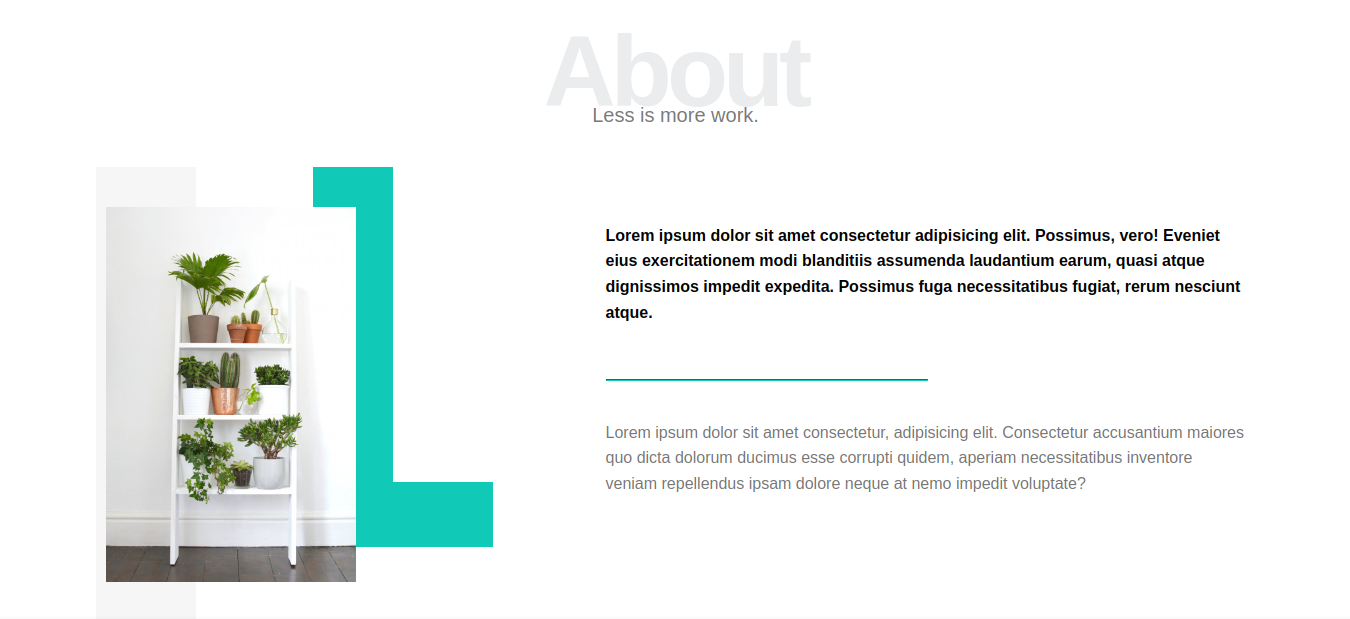 About
Less is more work.
Lorem ipsum dolor sit amet consectetur adipisicing elit. Possimus, vero! Eveniet
eius exercitationem modi blanditiis assumenda laudantium earum, quasi atque
dignissimos impedit expedita. Possimus fuga necessitatibus fugiat, rerum nesciunt
atque.
Lorem ipsum dolor sit amet consectetur, adipisicing elit. Consectetur accusantium maiores
quo dicta dolorum ducimus esse corrupti quidem, aperiam necessitatibus inventore
veniam repellendus ipsam dolore neque at nemo impedit voluptate?